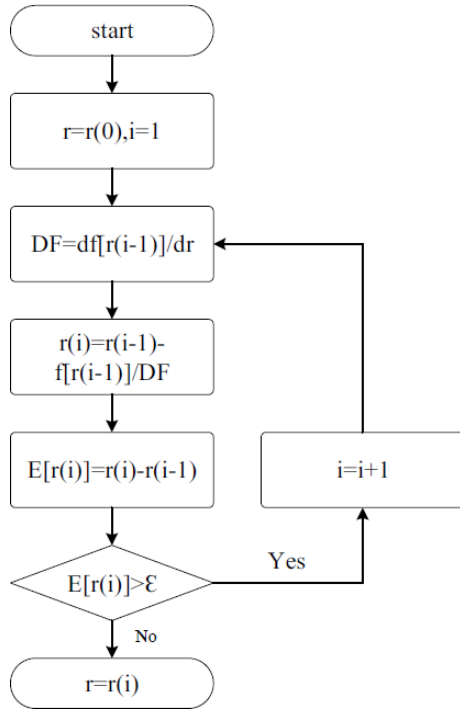 start
r=r(0),i=1
DF=df[r(i-1)]/dr
r(i)=r(i-1)-
f[r(i-1)]/DF
E[r(i)]=r(i)-r(i-1)
i=i+1
E[r(i)]>Ɛ
Yes
No
r=r(i)